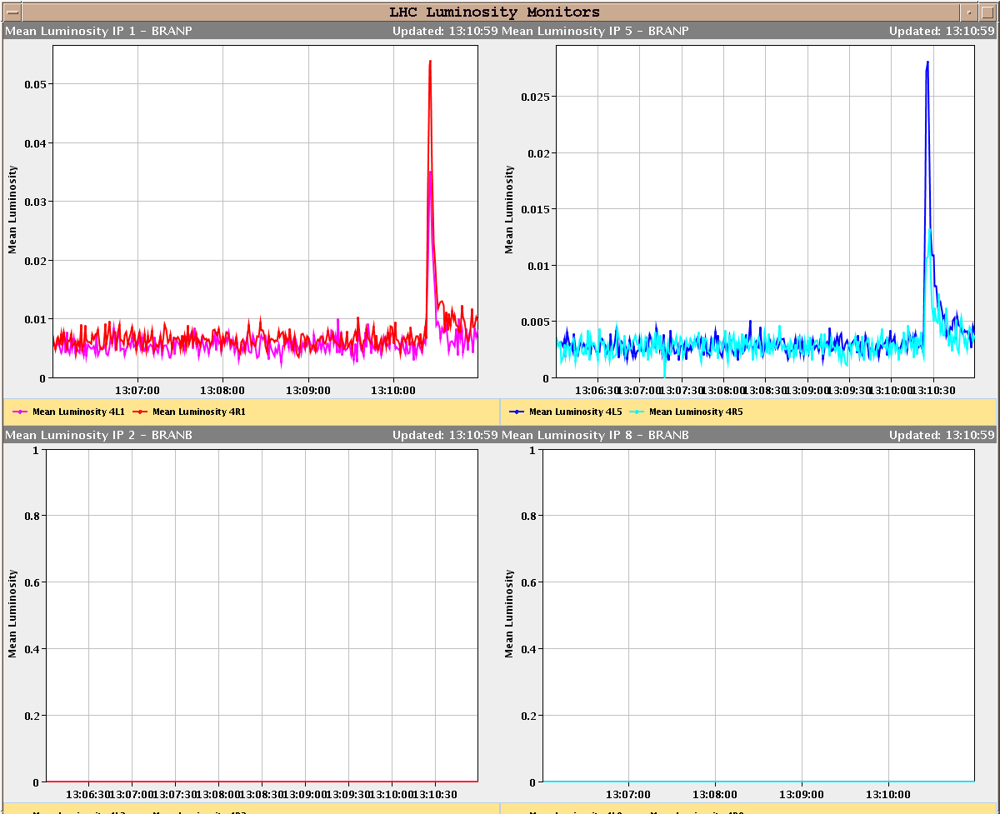 LHC Luminosity Monitors
Mean Luminosity IP 1 - BRANP Updated: 13:10:59
Mean Luminosity
0.05
0.04
0.03
0.02
0.01
0
13:07:00 13:08:00 13:09:00 13:10:00
Mean Luminosity 4L1 Mean Luminosity 4R1
Mean Luminosity IP 5 - BRANP Updated: 13:10:59
Mean Luminosity
0.025
0.02
0.015
0.01
0.005
0
13:06:30 13:07:00 13:07:30 13:08:00 13:08:30 13:09:00 13:09:30 13:10:00 13:10:30
Mean Luminosity 4L5 Mean Luminosity 4R5
Mean Luminosity IP 2 - BRANB Updated: 13:10:59
Mean Luminosity
1
0.8
0.6
0.4
0.2
0
13:06:30 13:07:00 13:07:30 13:08:00 13:08:30 13:09:00 13:09:30 13:10:00 13:10:30
Mean Luminosity Mean Luminosity
Mean Luminosity IP 8 - BRANB Updated: 13:10:59
Mean Luminosity
1
0.8
0.6
0.4
0.2
0
13:07:00 13:08:00 13:09:00 13:10:00
Mean Luminosity Mean Luminosity